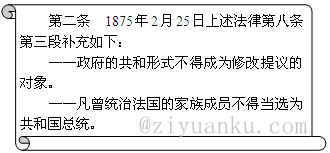 第二条 1875年2月25日上述法律第八条
第三段补充如下：
——政府的共和形式不得成为修改提议的
对象。
——凡曾统治法国的家族成员不得当选为
共和国总统。
@ziyuanku.com